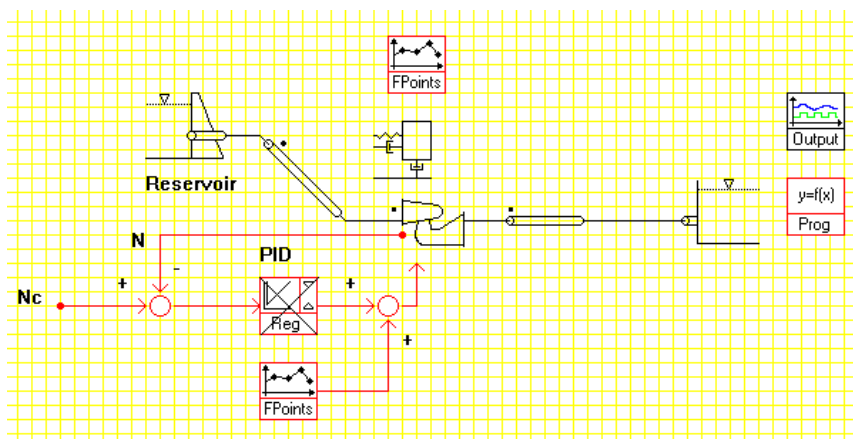 FPoints
Output
Reservoir
y=f(x)
Prog
N
PID
+
-
+
Nc
Reg
+
FPoints